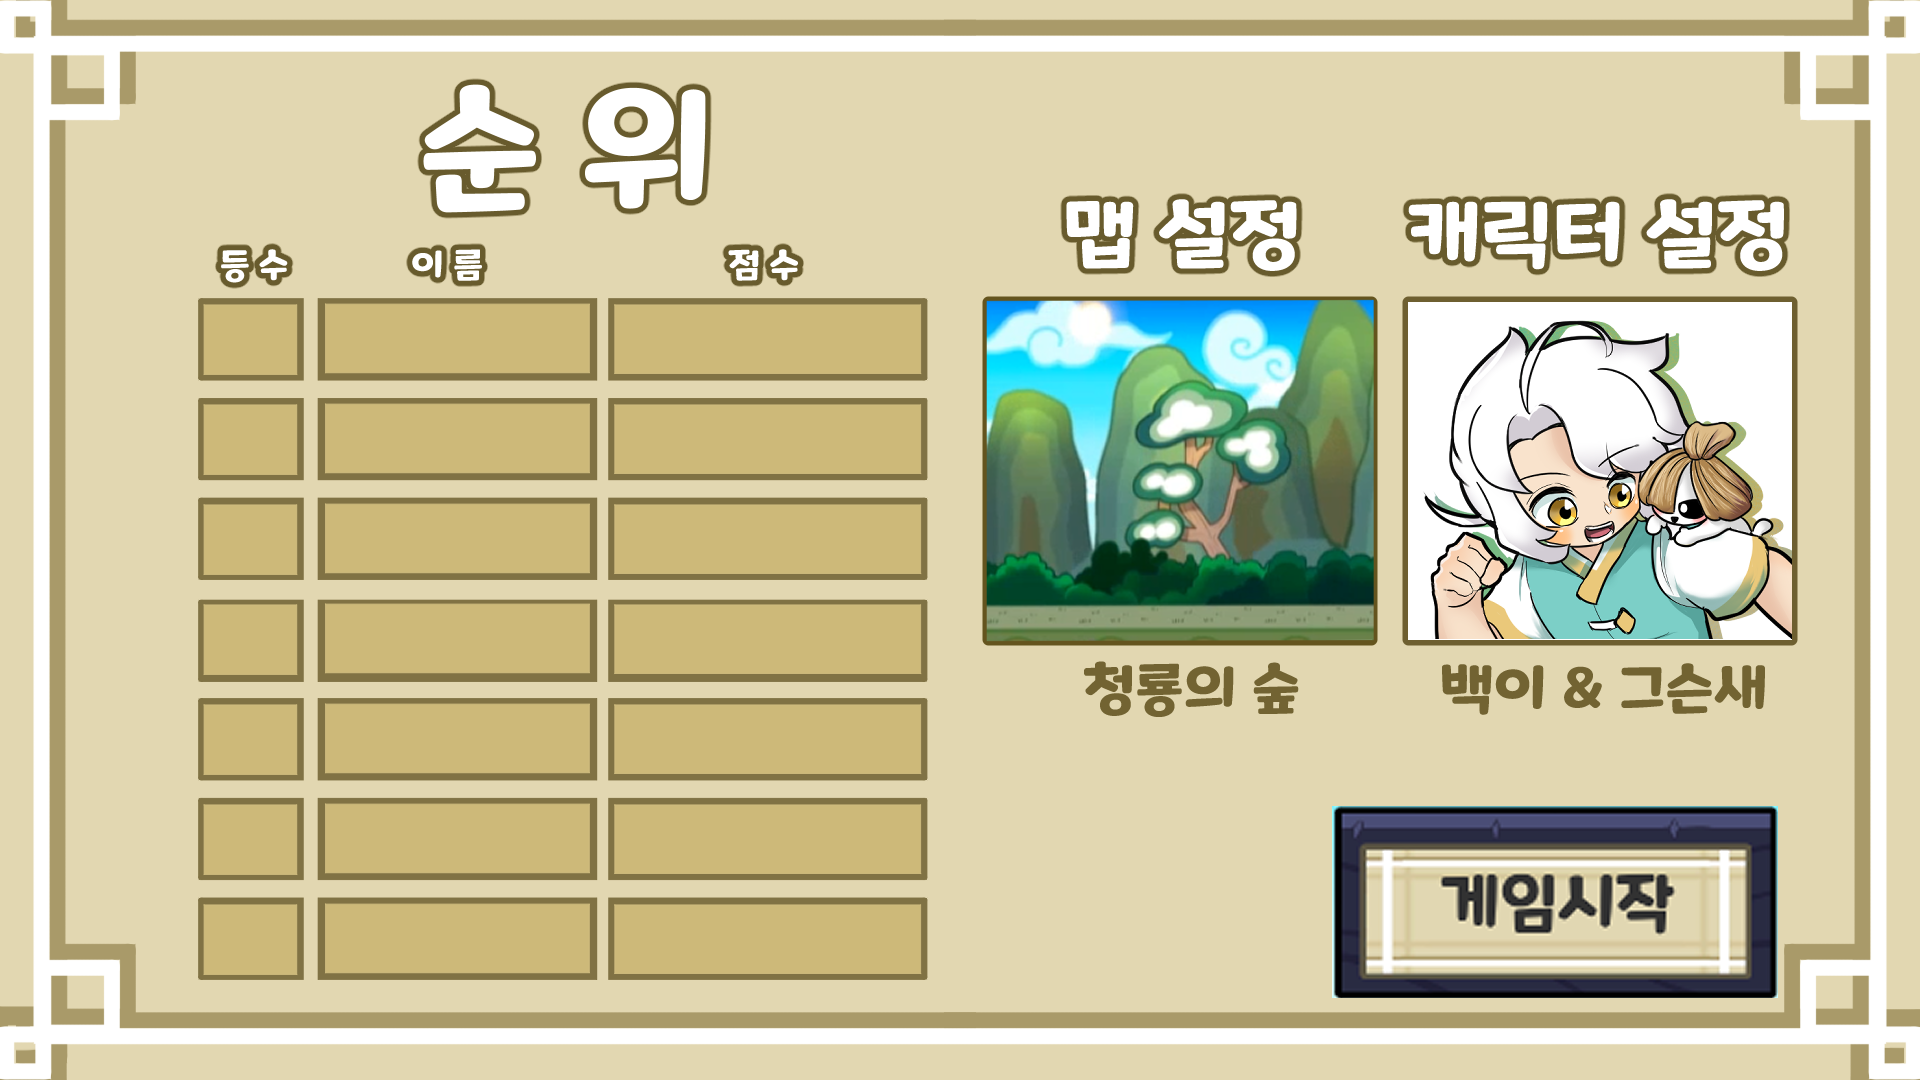 순위
등수 이름 점수
맵 설정
캐릭터 설정
청룡의 숲
백이 & 그슨새
게임시작